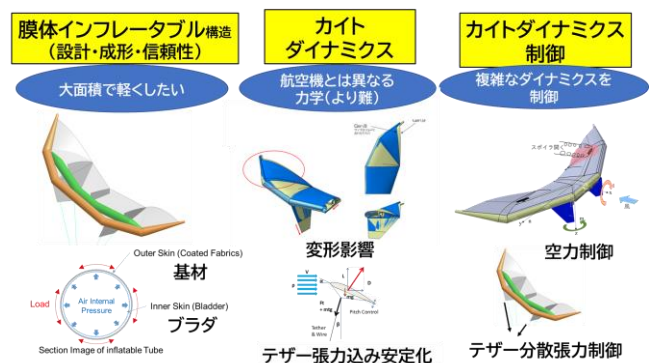 膜体インフレータブル構造
(設計・成形・信頼性)
大面積で軽くしたい
Outer Skin (Coated Fabrics)
基材
Load
Air Internal
Pressure
Inner Skin (Bladder)
ブラダ
Section Image of inflatable Tube
カイト
ダイナミクス
航空機とは異なる
力学(より難)
変形影響
V
L
D
mg
Pitch Control
Tether
& Wire
テザー張力込み安定化
カイトダイナミクス
制御
複雑なダイナミクスを
制御
スポイラ開く
風
空力制御
テザー分散張力制御